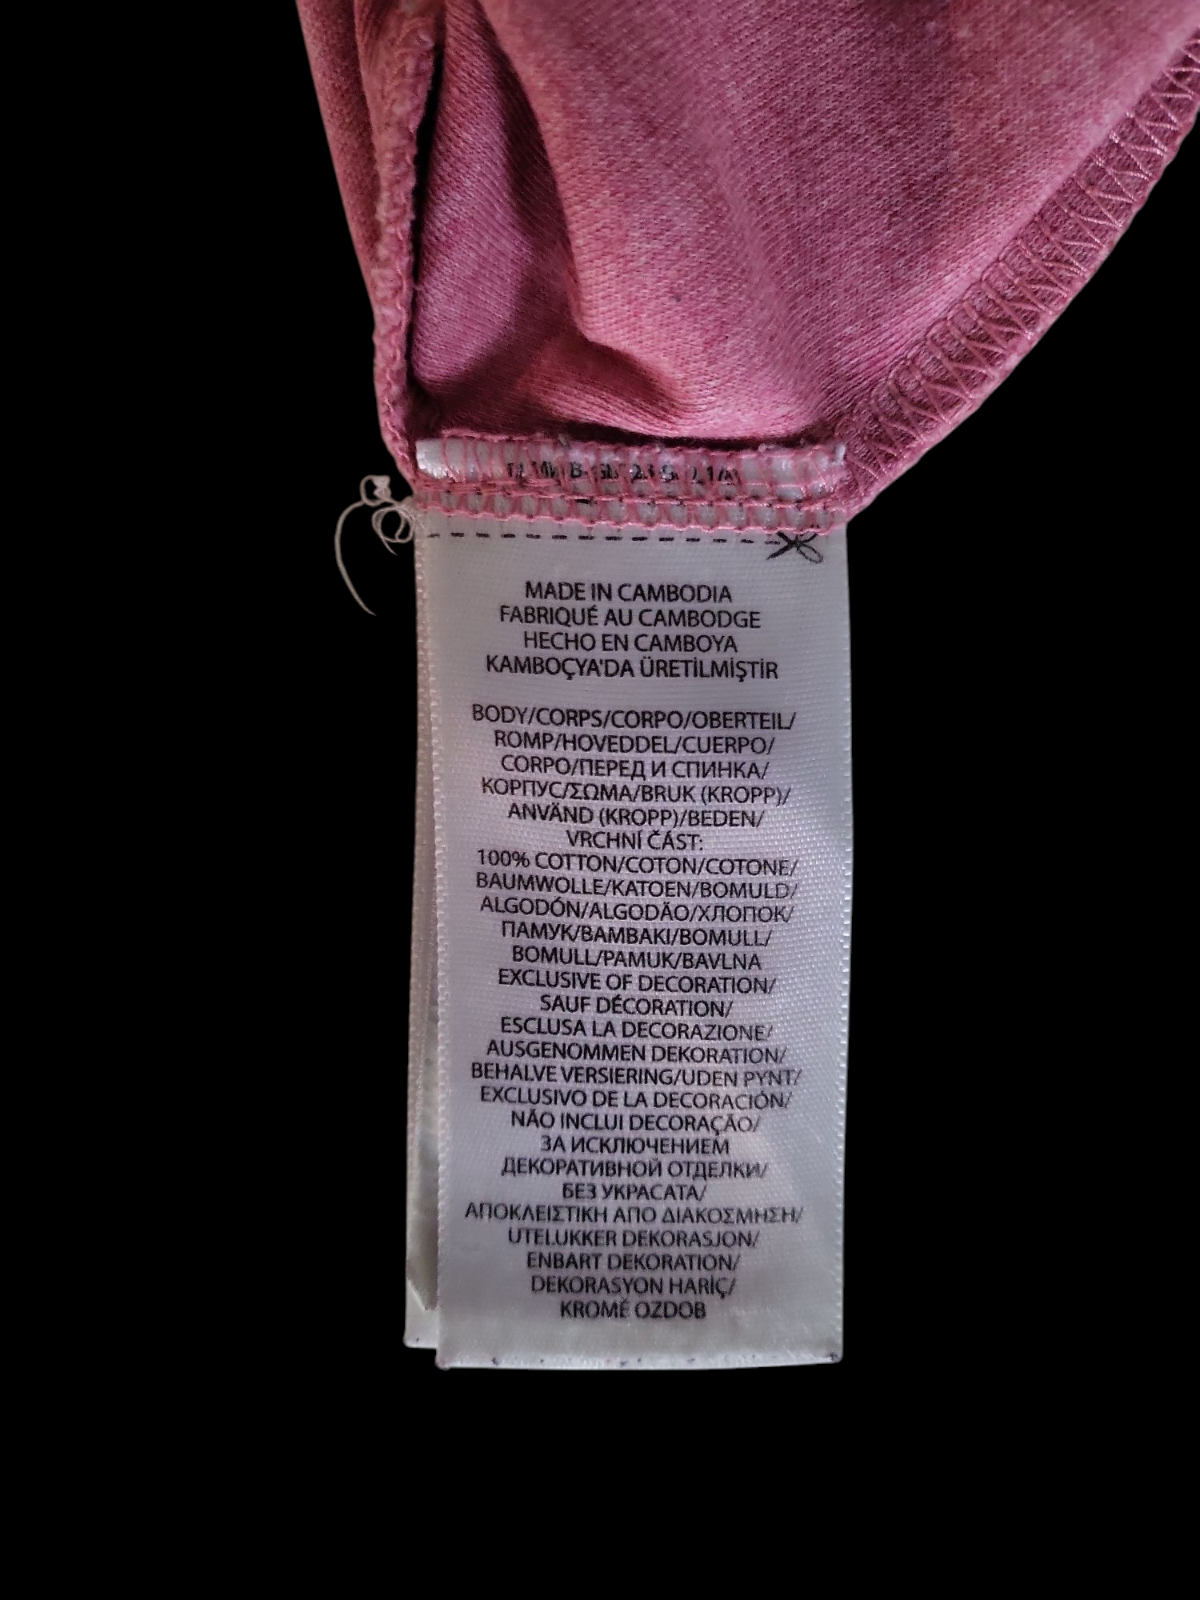 MADE IN CAMBODIA
FABRIQUÉ AU CAMBODGE
HECHO EN CAMBOYA
KAMBOÇYA'DA ÜRETİLMİŞTİR
BODY/CORPS/CORPO/OBERTEIL/
ROMP/HOVEDDEL/CUERPO/
CORPO/ПЕРЕД И СПИНКА/
КОРПУС/ΣΩΜΑ/BRUK (KROPP)/
ANVÄND (KROPP)/BEDEN/
VRCHNÍ ČÁST:
100% COTTON/COTON/COTONE/
BAUMWOLLE/KATOEN/BOMULD/
ALGODÓN/ALGODÃO/ХЛОПОК/
ПАМУК/BAMBAKI/BOMULL/
BOMULL/PAMUK/BAVLNA
EXCLUSIVE OF DECORATION/
SAUF DÉCORATION/
ESCLUSA LA DECORAZIONE/
AUSGENOMMEN DEKORATION/
BEHALVE VERSIERING/UDEN PYNT/
EXCLUSIVO DE LA DECORACIÓN/
NÃO INCLUI DECORAÇÃO/
ЗА ИСКЛЮЧЕНИЕМ
ДЕКОРАТИВНОЙ ОТДЕЛКИ/
БЕЗ УКРАСАТА/
ΑΠΟΚΛΕΙΣΤΙΚΗ ΑΠΟ ΔΙΑΚΟΣΜΗΣΗ/
UTELUKKER DEKORASJON/
ENBART DEKORATION/
DEKORASYON HARİÇ/
KROMĚ OZDOB